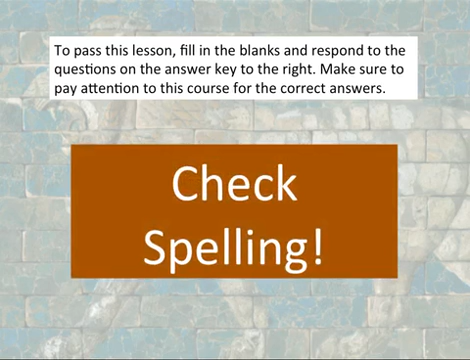 To pass this lesson, fill in the blanks and respond to the
questions on the answer key to the right. Make sure to
pay attention to this course for the correct answers.
Check
Spelling!